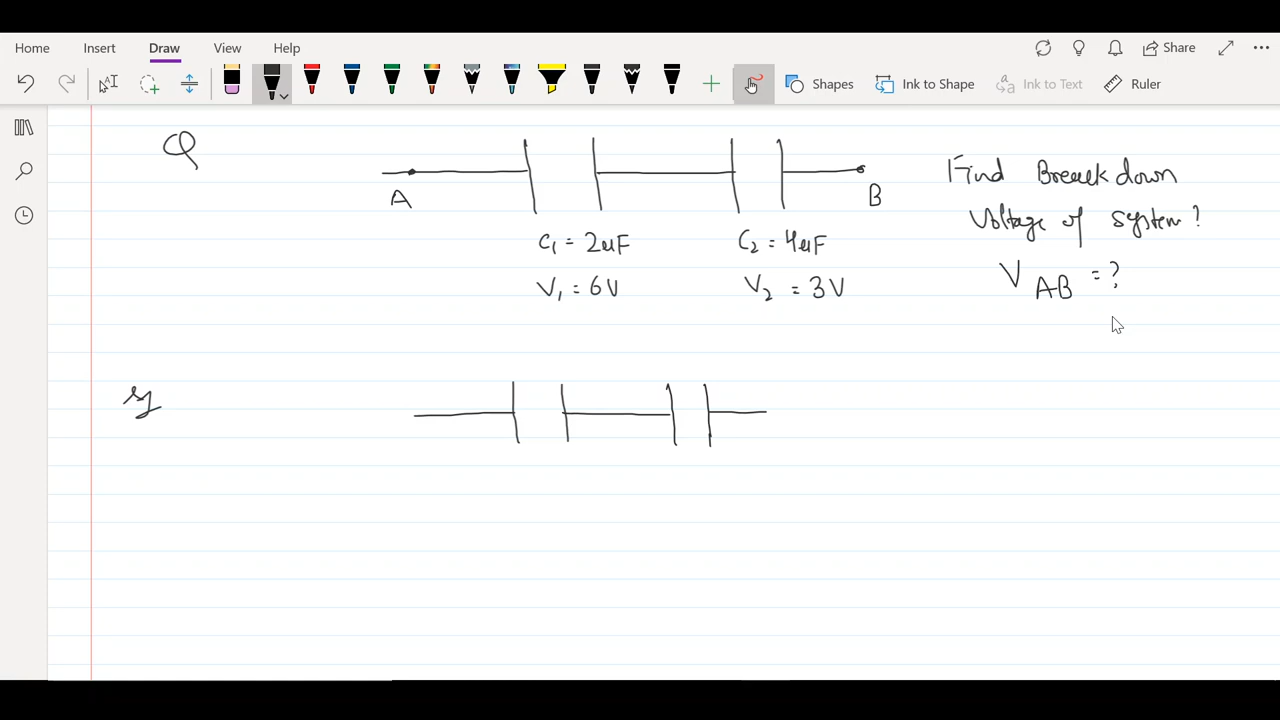 Home Insert Draw View Help
Share
Shapes Ink to Shape Ink to Text Ruler
Q
A
B
C₁ = 2uF
V₁ = 6V
C₂ = 4uF
V₂ = 3V
Find Breakdown
Voltage of system?
V AB = ?